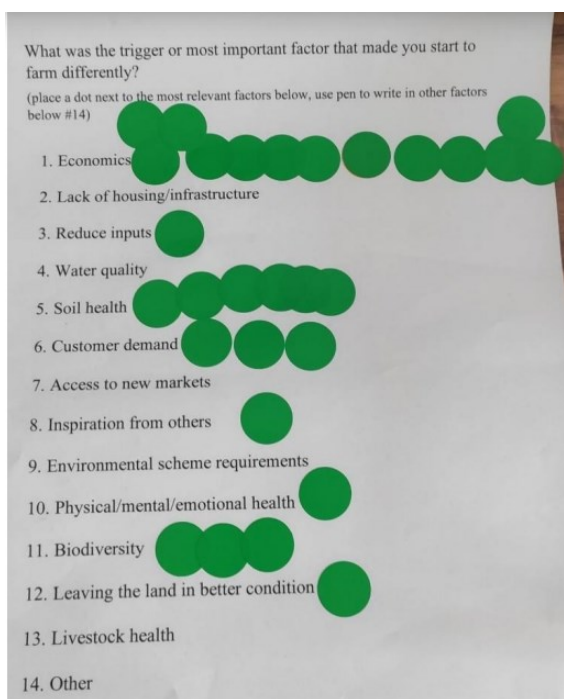 What was the trigger or most important factor that made you start to
farm differently?
(place a dot next to the most relevant factors below, use pen to write in other factors
below #14)
1. Economics
2. Lack of housing/infrastructure
3. Reduce inputs
4. Water quality
5. Soil health
6. Customer demand
7. Access to new markets
8. Inspiration from others
9. Environmental scheme requirements
10. Physical/mental/emotional health
11. Biodiversity
12. Leaving the land in better condition
13. Livestock health
14. Other